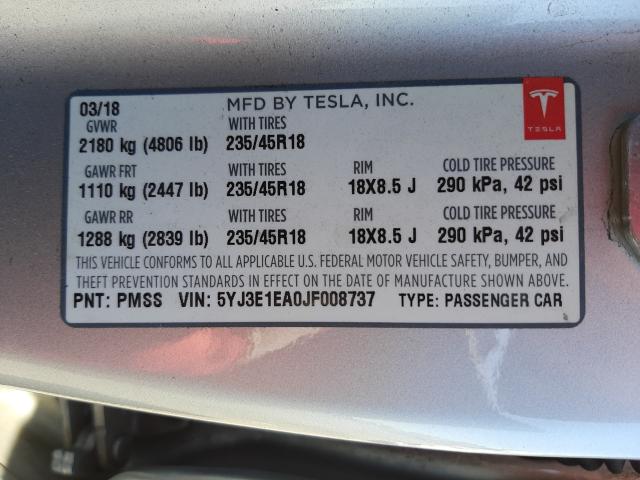 03/18 MFD BY TESLA, INC.
GVWR WITH TIRES
2180 kg (4806 lb) 235/45R18
TESLA
GAWR FRT WITH TIRES RIM COLD TIRE PRESSURE
1110 kg (2447 lb) 235/45R18 18X8.5 J 290 kPa, 42 psi
GAWR RR WITH TIRES RIM COLD TIRE PRESSURE
1288 kg (2839 lb) 235/45R18 18X8.5 J 290 kPa, 42 psi
THIS VEHICLE CONFORMS TO ALL APPLICABLE U.S. FEDERAL MOTOR VEHICLE SAFETY, BUMPER, AND
THEFT PREVENTION STANDARDS IN EFFECT ON THE DATE OF MANUFACTURE SHOWN ABOVE.
PNT: PMSS VIN: 5YJ3E1EA0JF008737 TYPE: PASSENGER CAR